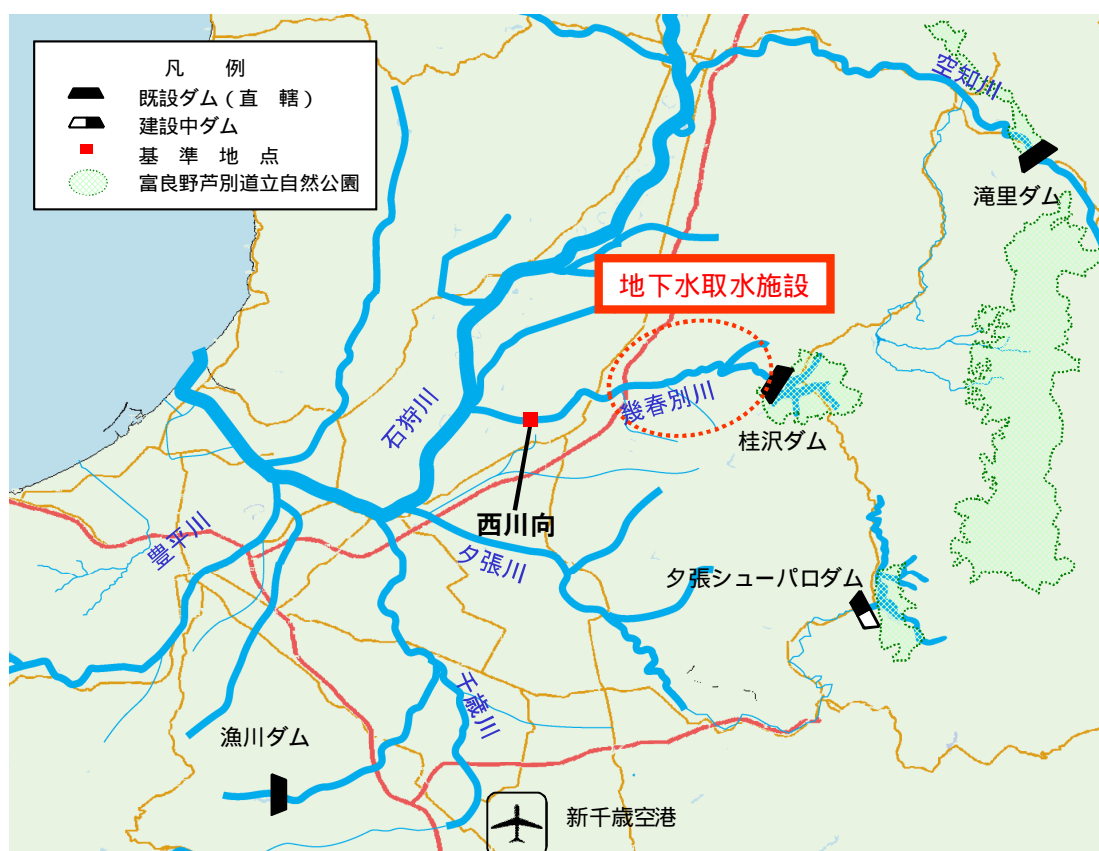 凡 例
既設ダム（直 轄）
建設中ダム
基 準 地 点
富良野芦別道立自然公園
空知川
滝里ダム
地下水取水施設
幾春別川
桂沢ダム
石狩川
西川向
豊平川
夕張川
夕張シューパロダム
千歳川
漁川ダム
新千歳空港